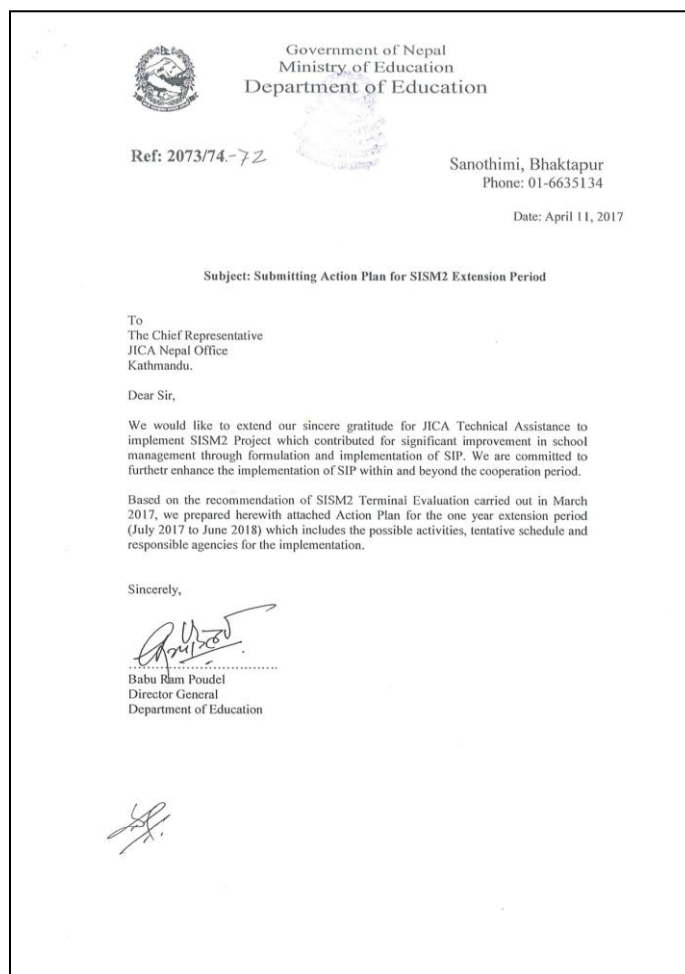 Government of Nepal
Ministry of Education
Department of Education
Ref: 2073/74.-72
Sanothimi, Bhaktapur
Phone: 01-6635134
Date: April 11, 2017
Subject: Submitting Action Plan for SISM2 Extension Period
To
The Chief Representative
JICA Nepal Office
Kathmandu.
Dear Sir,
We would like to extend our sincere gratitude for JICA Technical Assistance to
implement SISM2 Project which contributed for significant improvement in school
management through formulation and implementation of SIP. We are committed to
furthetr enhance the implementation of SIP within and beyond the cooperation period.
Based on the recommendation of SISM2 Terminal Evaluation carried out in March
2017, we prepared herewith attached Action Plan for the one year extension period
(July 2017 to June 2018) which includes the possible activities, tentative schedule and
responsible agencies for the implementation.
Sincerely,
Babu Ram Poudel
Director General
Department of Education